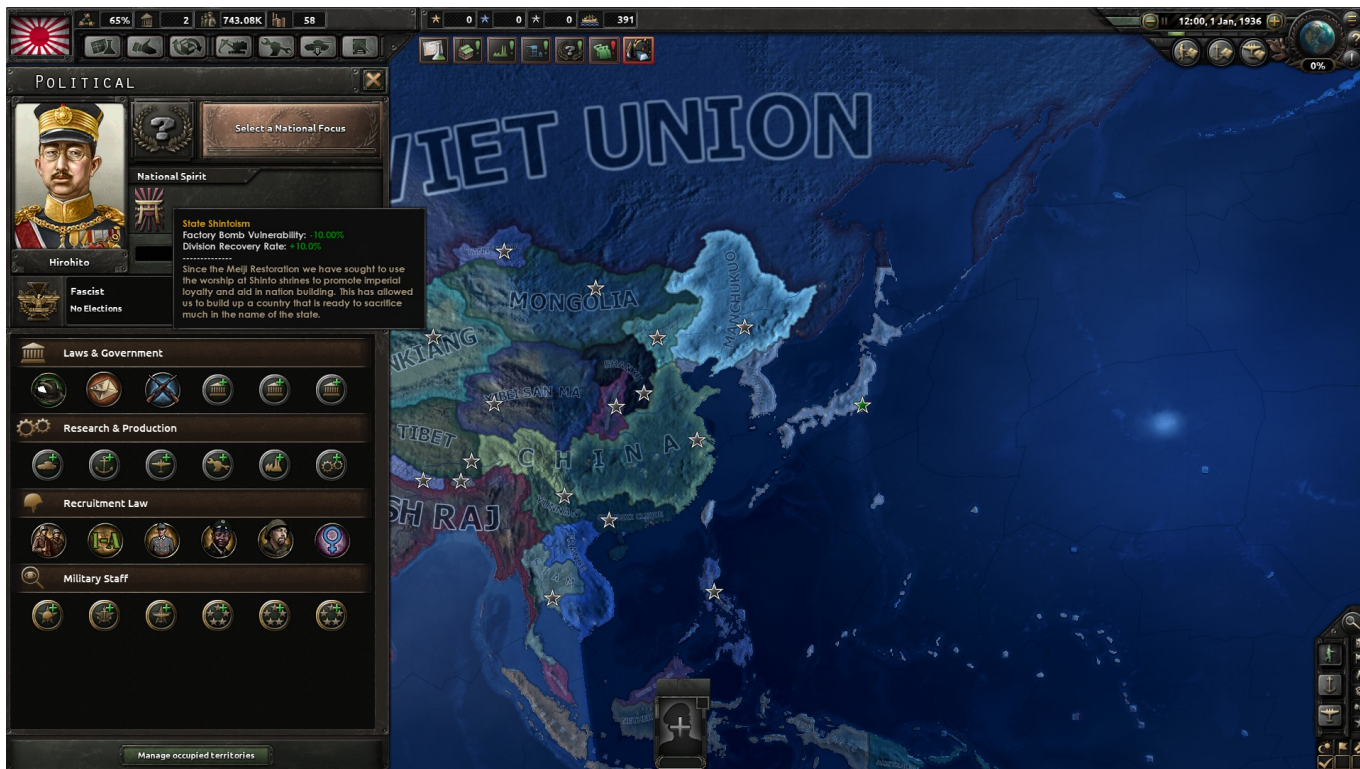 65%
2
743.08K
58
0
0
0
391
12:00, 1 Jan, 1936
0%
POLITICAL
Select a National Focus
National Spirit
State Shintoism
Factory Bomb Vulnerability: -10.00%
Division Recovery Rate: +10.0%
--------------
Since the Meiji Restoration we have sought to use
the worship at Shinto shrines to promote imperial
loyalty and aid in nation building. This has allowed
us to build up a country that is ready to sacrifice
much in the name of the state.
Hirohito
Fascist
No Elections
Laws & Government
Research & Production
Recruitment Law
Military Staff
Manage occupied territories
VIET UNION
MONGOLIA
MANCHUKUO
NKIANG
XIBEI SAN MA
TIBET
CHINA
SH RAJ